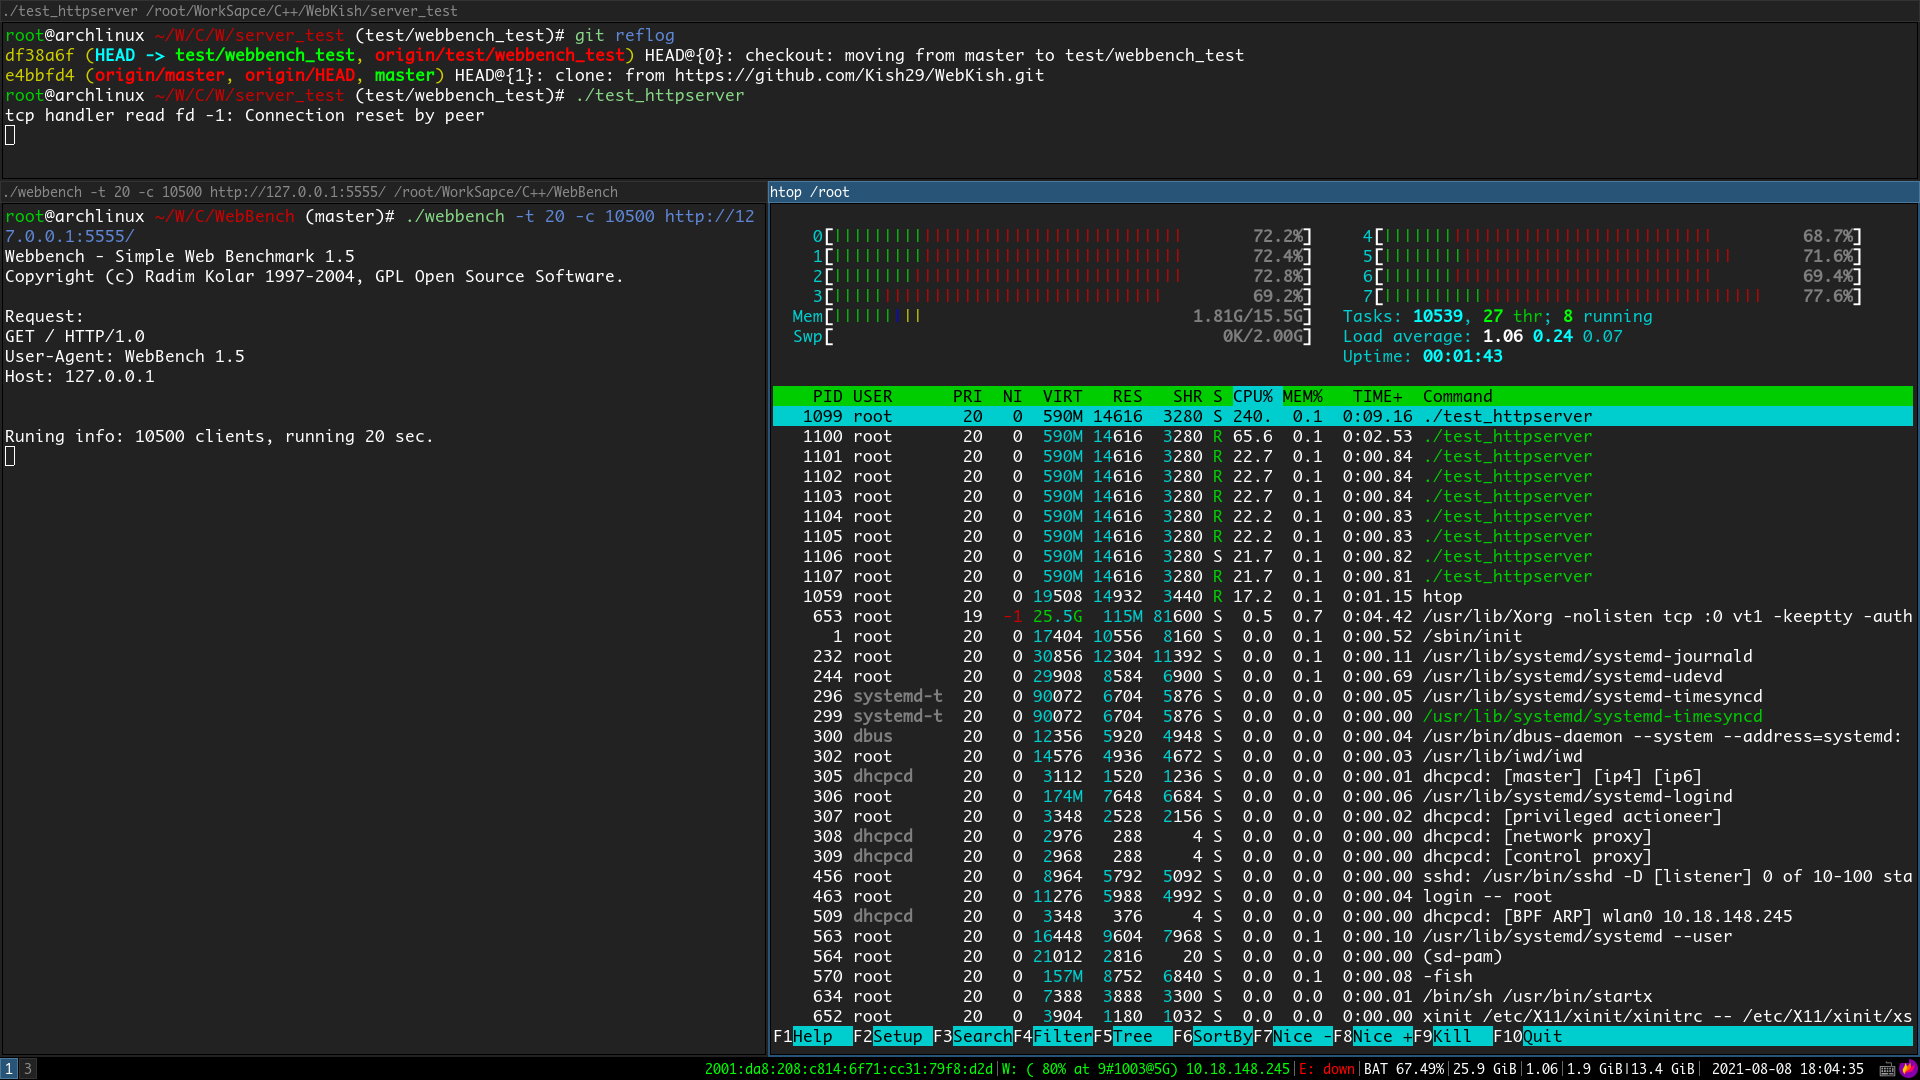 ./test_httpserver /root/WorkSapce/C++/WebKish/server_test
root@archlinux ~/W/C/W/server_test (test/webbench_test)# git reflog
df38a6f (HEAD -> test/webbench_test, origin/test/webbench_test) HEAD@{0}: checkout: moving from master to test/webbench_test
e4bbfd4 (origin/master, origin/HEAD, master) HEAD@{1}: clone: from https://github.com/Kish29/WebKish.git
root@archlinux ~/W/C/W/server_test (test/webbench_test)# ./test_httpserver
tcp handler read fd -1: Connection reset by peer
./webbench -t 20 -c 10500 http://127.0.0.1:5555/ /root/WorkSapce/C++/WebBench
root@archlinux ~/W/C/WebBench (master)# ./webbench -t 20 -c 10500 http://12
7.0.0.1:5555/
Webbench - Simple Web Benchmark 1.5
Copyright (c) Radim Kolar 1997-2004, GPL Open Source Software.
Request:
GET / HTTP/1.0
User-Agent: WebBench 1.5
Host: 127.0.0.1
Runing info: 10500 clients, running 20 sec.
htop /root
0[ 72.2%] 4[ 68.7%]
1[ 72.4%] 5[ 71.6%]
2[ 72.8%] 6[ 69.4%]
3[ 69.2%] 7[ 77.6%]
Mem[ 1.81G/15.5G] Tasks: 10539, 27 thr; 8 running
Swp[ 0K/2.00G] Load average: 1.06 0.24 0.07
Uptime: 00:01:43
PID USER PRI NI VIRT RES SHR S CPU% MEM% TIME+ Command
1099 root 20 0 590M 14616 3280 S 240. 0.1 0:09.16 ./test_httpserver
1100 root 20 0 590M 14616 3280 R 65.6 0.1 0:02.53 ./test_httpserver
1101 root 20 0 590M 14616 3280 R 22.7 0.1 0:00.84 ./test_httpserver
1102 root 20 0 590M 14616 3280 R 22.7 0.1 0:00.84 ./test_httpserver
1103 root 20 0 590M 14616 3280 R 22.7 0.1 0:00.84 ./test_httpserver
1104 root 20 0 590M 14616 3280 R 22.2 0.1 0:00.83 ./test_httpserver
1105 root 20 0 590M 14616 3280 R 22.2 0.1 0:00.83 ./test_httpserver
1106 root 20 0 590M 14616 3280 S 21.7 0.1 0:00.82 ./test_httpserver
1107 root 20 0 590M 14616 3280 R 21.7 0.1 0:00.81 ./test_httpserver
1059 root 20 0 19508 14932 3440 R 17.2 0.1 0:01.15 htop
653 root 19 -1 25.5G 115M 81600 S 0.5 0.7 0:04.42 /usr/lib/Xorg -nolisten tcp :0 vt1 -keeptty -auth
1 root 20 0 17404 10556 8160 S 0.0 0.1 0:00.52 /sbin/init
232 root 20 0 30856 12304 11392 S 0.0 0.1 0:00.11 /usr/lib/systemd/systemd-journald
244 root 20 0 29908 8584 6900 S 0.0 0.1 0:00.69 /usr/lib/systemd/systemd-udevd
296 systemd-t 20 0 90072 6704 5876 S 0.0 0.0 0:00.05 /usr/lib/systemd/systemd-timesyncd
299 systemd-t 20 0 90072 6704 5876 S 0.0 0.0 0:00.00 /usr/lib/systemd/systemd-timesyncd
300 dbus 20 0 12356 5920 4948 S 0.0 0.0 0:00.04 /usr/bin/dbus-daemon --system --address=systemd:
302 root 20 0 14576 4936 4672 S 0.0 0.0 0:00.03 /usr/lib/iwd/iwd
305 dhcpcd 20 0 3112 1520 1236 S 0.0 0.0 0:00.01 dhcpcd: [master] [ip4] [ip6]
306 root 20 0 174M 7648 6684 S 0.0 0.0 0:00.06 /usr/lib/systemd/systemd-logind
307 root 20 0 3348 2528 2156 S 0.0 0.0 0:00.02 dhcpcd: [privileged actioneer]
308 dhcpcd 20 0 2976 288 4 S 0.0 0.0 0:00.00 dhcpcd: [network proxy]
309 dhcpcd 20 0 2968 288 4 S 0.0 0.0 0:00.00 dhcpcd: [control proxy]
456 root 20 0 8964 5792 5092 S 0.0 0.0 0:00.00 sshd: /usr/bin/sshd -D [listener] 0 of 10-100 sta
463 root 20 0 11276 5988 4992 S 0.0 0.0 0:00.04 login -- root
509 dhcpcd 20 0 3348 376 4 S 0.0 0.0 0:00.00 dhcpcd: [BPF ARP] wlan0 10.18.148.245
563 root 20 0 16448 9604 7968 S 0.0 0.1 0:00.10 /usr/lib/systemd/systemd --user
564 root 20 0 21012 2816 20 S 0.0 0.0 0:00.00 (sd-pam)
570 root 20 0 157M 8752 6840 S 0.0 0.1 0:00.08 -fish
634 root 20 0 7388 3888 3300 S 0.0 0.0 0:00.01 /bin/sh /usr/bin/startx
652 root 20 0 3904 1180 1032 S 0.0 0.0 0:00.00 xinit /etc/X11/xinit/xinitrc -- /etc/X11/xinit/xs
F1Help F2Setup F3SearchF4FilterF5Tree F6SortByF7Nice -F8Nice +F9Kill F10Quit
1 3 2001:da8:208:c814:6f71:cc31:79f8:d2d|W: ( 80% at 9#1003@5G) 10.18.148.245|E: down|BAT 67.49%|25.9 GiB|1.06|1.9 GiB|13.4 GiB| 2021-08-08 18:04:35